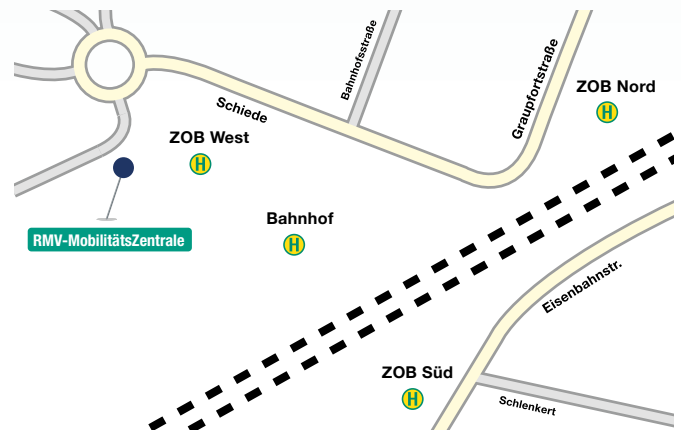 Bahnhofsstraße
Graupfortstraße
ZOB Nord
H
Schiede
ZOB West
H
Bahnhof
H
RMV-MobilitätsZentrale
Eisenbahnstr.
ZOB Süd
H
Schlenkert